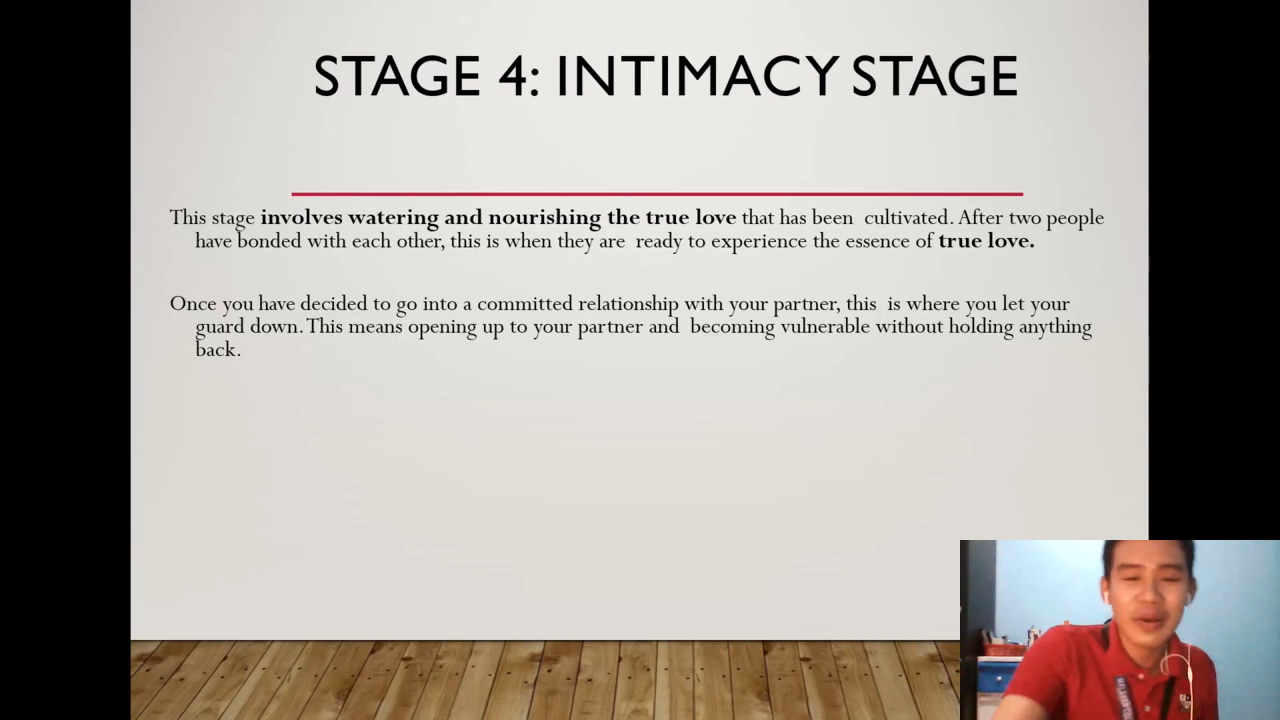 STAGE 4: INTIMACY STAGE
This stage involves watering and nourishing the true love that has been cultivated. After two people
have bonded with each other, this is when they are ready to experience the essence of true love.
Once you have decided to go into a committed relationship with your partner, this is where you let your
guard down. This means opening up to your partner and becoming vulnerable without holding anything
back.